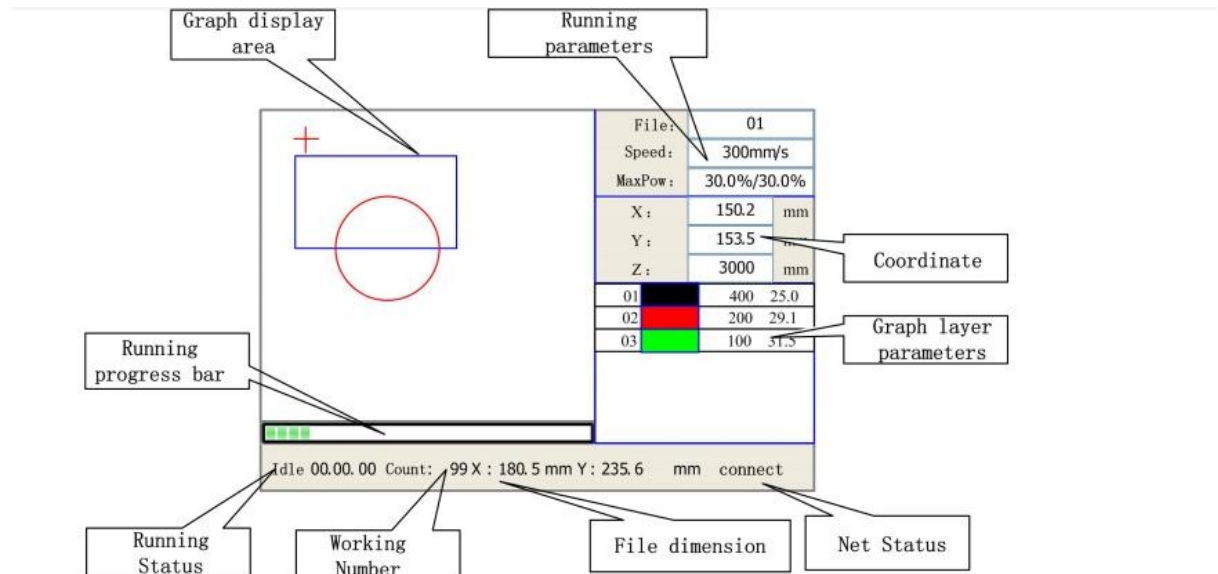 Graph display
area
Running
parameters
File: 01
Speed: 300mm/s
MaxPow: 30.0%/30.0%
X: 150.2 mm
Y: 153.5
Z: 3000 mm
Coordinate
01 400 25.0
02 200 29.1
03 100 31.5
Graph layer
parameters
Running
progress bar
Idle 00.00.00 Count: 99 X: 180.5 mm Y: 235.6 mm connect
Running
Status
Working
Number
File dimension
Net Status